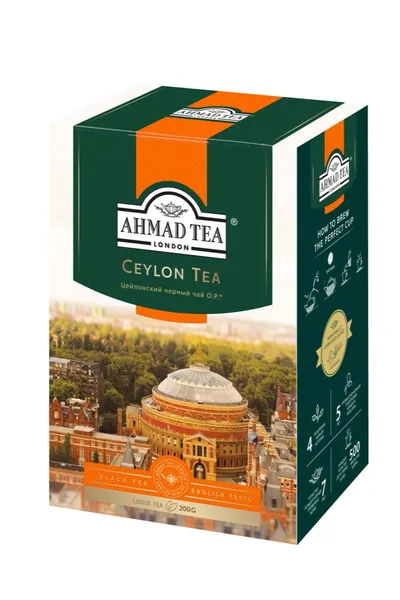 AHMAD TEA®
LONDON
CEYLON TEA
Цейлонский черный чай O.P.*
BLACK TEA ENGLISH TASTE
LOOSE TEA 200G
AHMAD TEA
LONDON
HOW TO BREW
THE PERFECT CUP
4
5
7
500